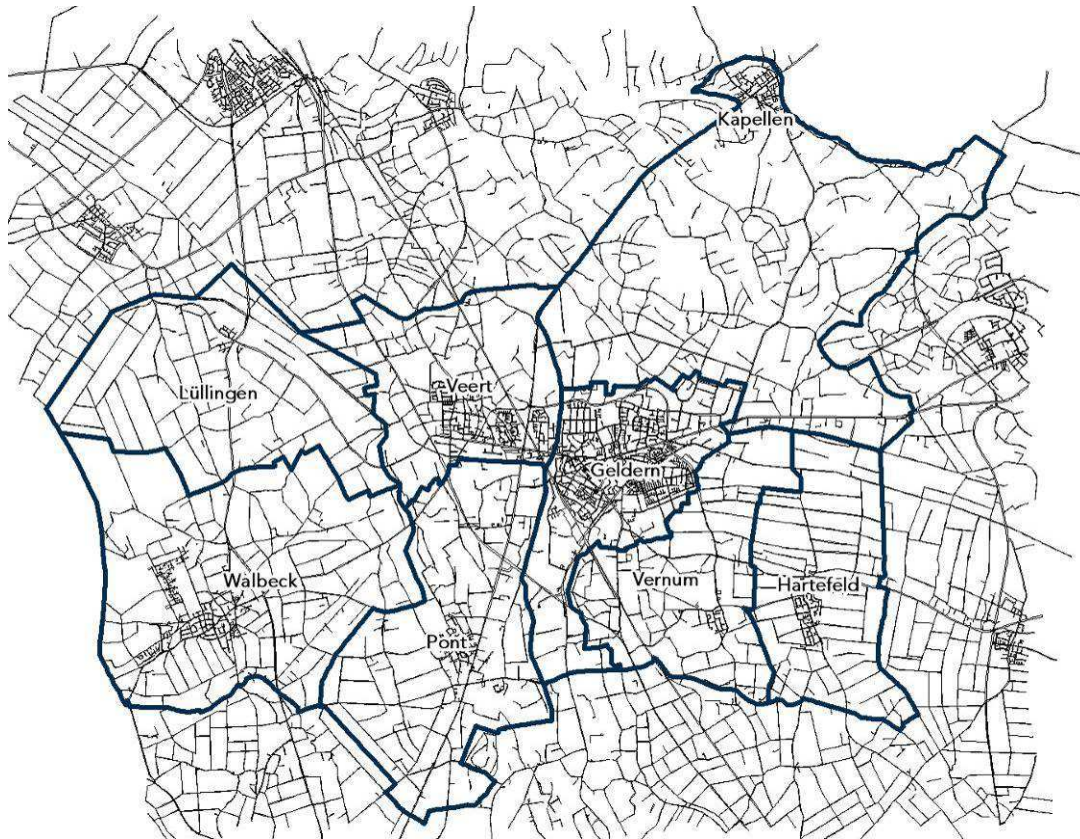 Kapellen
Veert
Lüllingen
Geldern
Walbeck
Vernum
Hartefeld
Pont